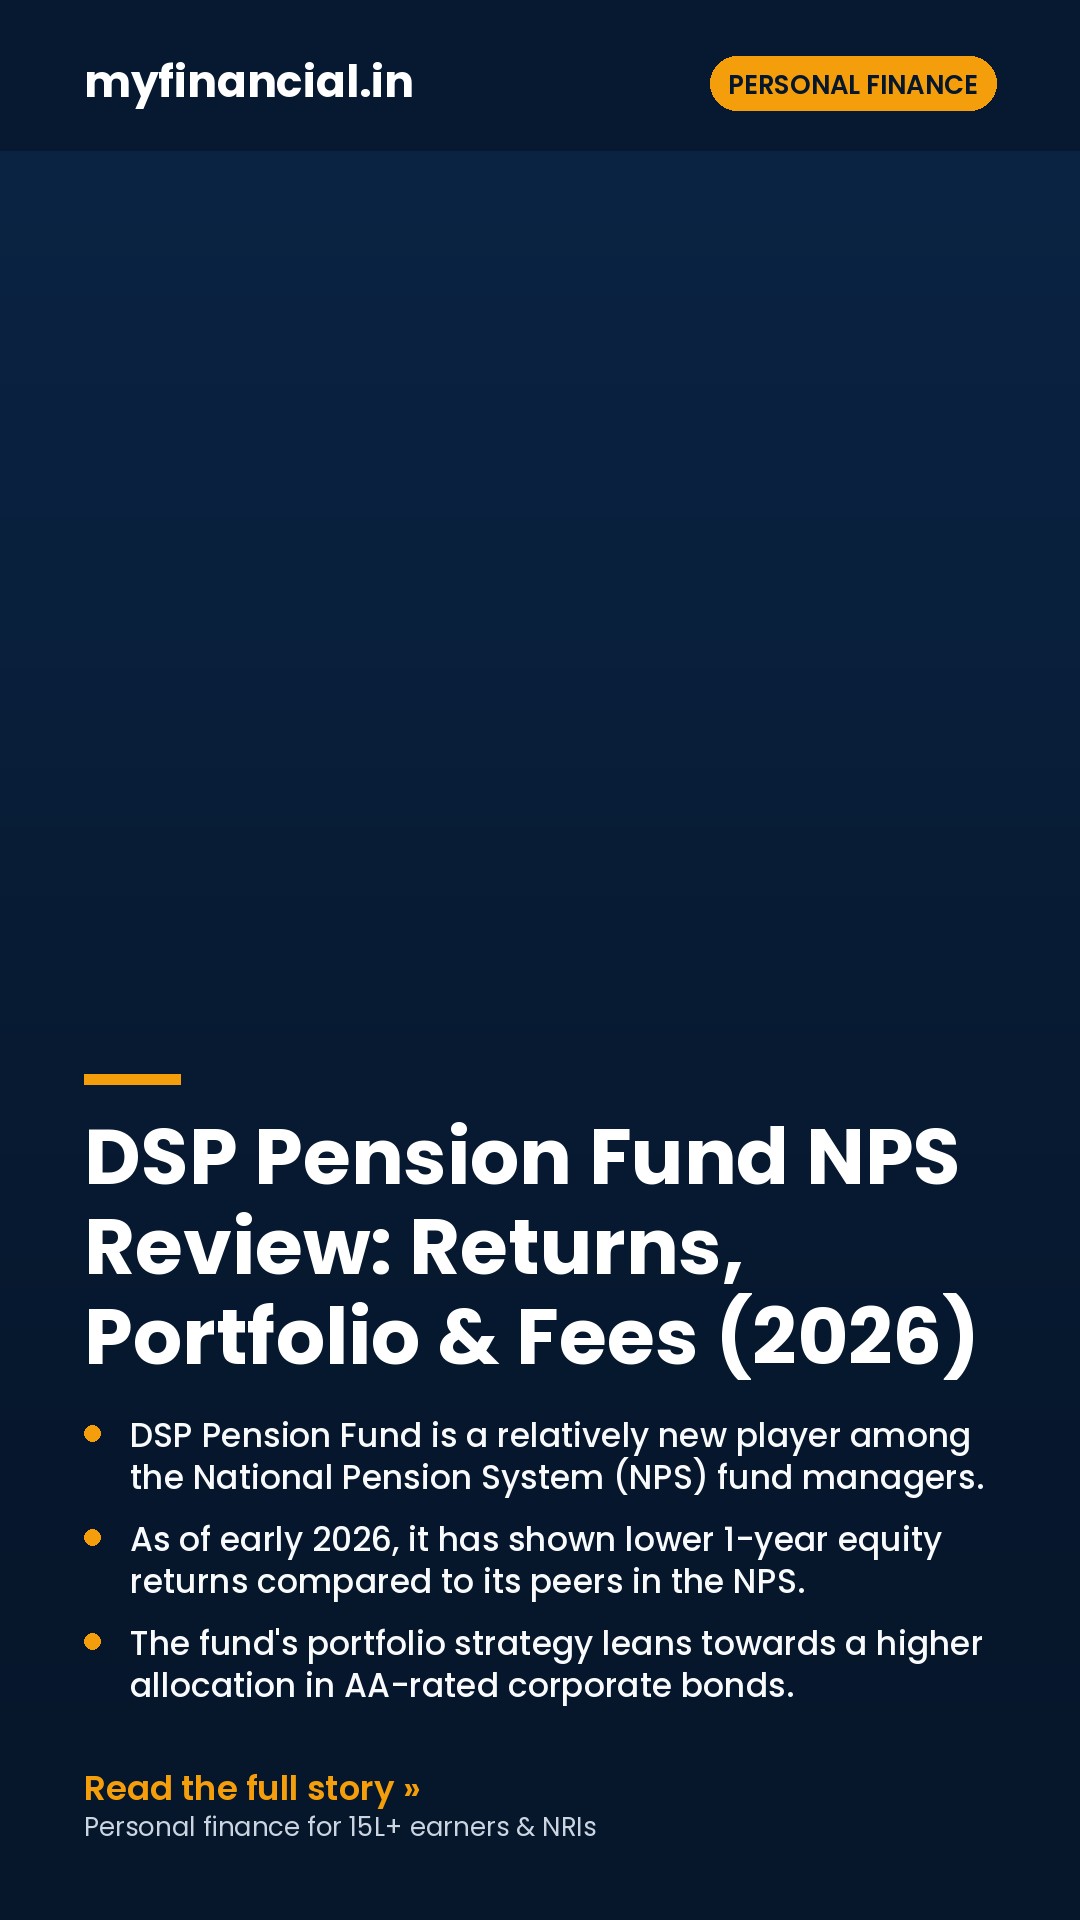 myfinancial.in
PERSONAL FINANCE
DSP Pension Fund NPS
Review: Returns,
Portfolio & Fees (2026)
DSP Pension Fund is a relatively new player among
the National Pension System (NPS) fund managers.
As of early 2026, it has shown lower 1-year equity
returns compared to its peers in the NPS.
The fund's portfolio strategy leans towards a higher
allocation in AA-rated corporate bonds.
Read the full story »
Personal finance for 15L+ earners & NRIs